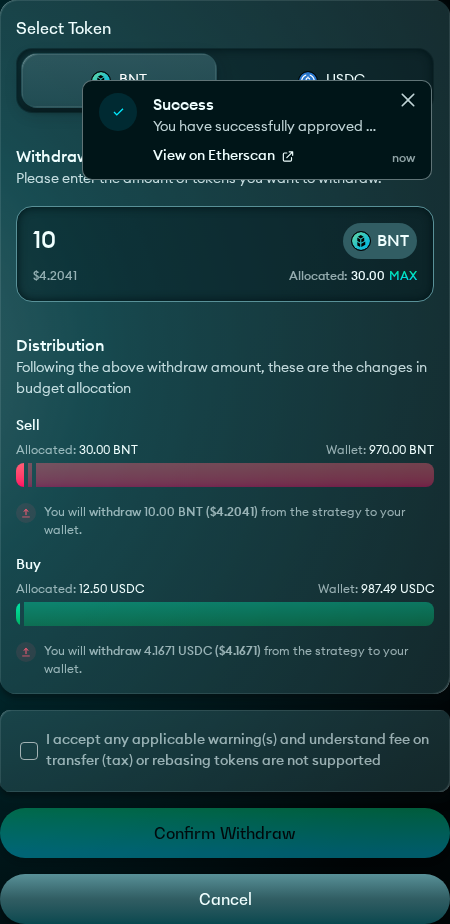 Select Token
BNT
USDC
Success
You have successfully approved ...
View on Etherscan
now
Withdraw
Please enter the amount of tokens you want to withdraw.
10
BNT
$4.2041
Allocated: 30.00 MAX
Distribution
Following the above withdraw amount, these are the changes in
budget allocation
Sell
Allocated: 30.00 BNT
Wallet: 970.00 BNT
You will withdraw 10.00 BNT ($4.2041) from the strategy to your
wallet.
Buy
Allocated: 12.50 USDC
Wallet: 987.49 USDC
You will withdraw 4.1671 USDC ($4.1671) from the strategy to your
wallet.
I accept any applicable warning(s) and understand fee on
transfer (tax) or rebasing tokens are not supported
Confirm Withdraw
Cancel